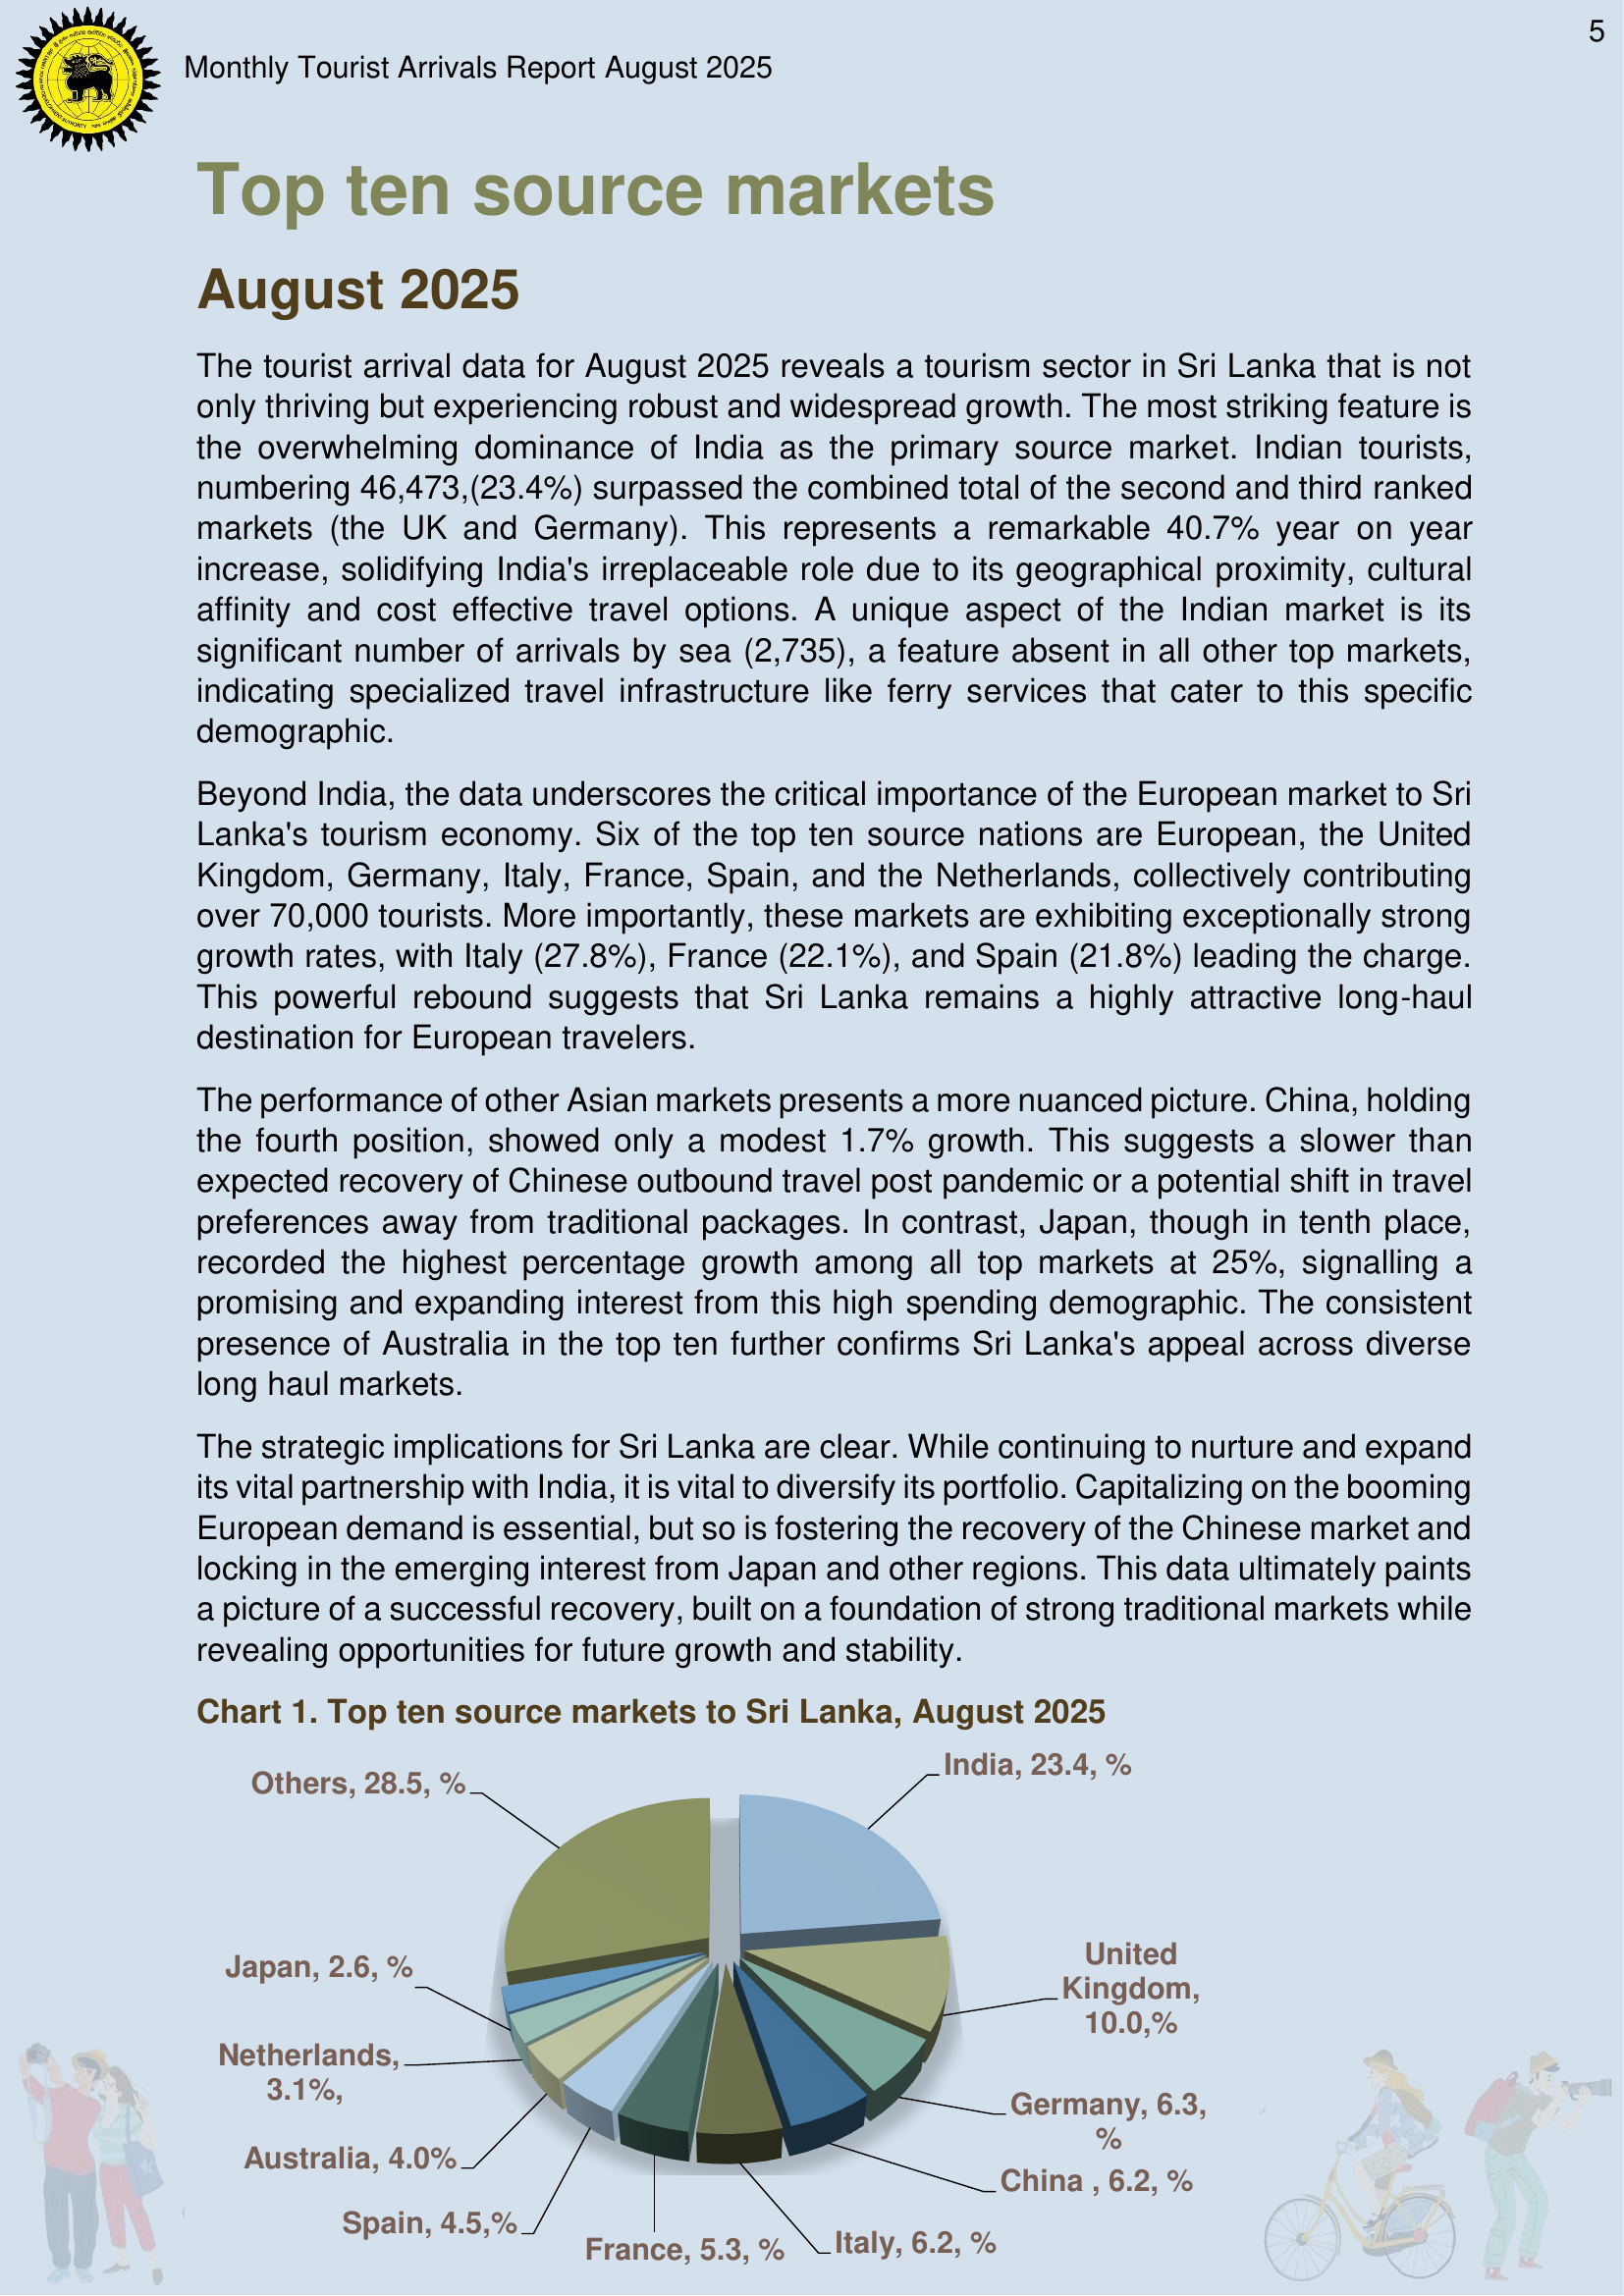 5
Monthly Tourist Arrivals Report August 2025
Top ten source markets
August 2025
The tourist arrival data for August 2025 reveals a tourism sector in Sri Lanka that is not
only thriving but experiencing robust and widespread growth. The most striking feature is
the overwhelming dominance of India as the primary source market. Indian tourists,
numbering 46,473,(23.4%) surpassed the combined total of the second and third ranked
markets (the UK and Germany). This represents a remarkable 40.7% year on year
increase, solidifying India's irreplaceable role due to its geographical proximity, cultural
affinity and cost effective travel options. A unique aspect of the Indian market is its
significant number of arrivals by sea (2,735), a feature absent in all other top markets,
indicating specialized travel infrastructure like ferry services that cater to this specific
demographic.
Beyond India, the data underscores the critical importance of the European market to Sri
Lanka's tourism economy. Six of the top ten source nations are European, the United
Kingdom, Germany, Italy, France, Spain, and the Netherlands, collectively contributing
over 70,000 tourists. More importantly, these markets are exhibiting exceptionally strong
growth rates, with Italy (27.8%), France (22.1%), and Spain (21.8%) leading the charge.
This powerful rebound suggests that Sri Lanka remains a highly attractive long-haul
destination for European travelers.
The performance of other Asian markets presents a more nuanced picture. China, holding
the fourth position, showed only a modest 1.7% growth. This suggests a slower than
expected recovery of Chinese outbound travel post pandemic or a potential shift in travel
preferences away from traditional packages. In contrast, Japan, though in tenth place,
recorded the highest percentage growth among all top markets at 25%, signalling a
promising and expanding interest from this high spending demographic. The consistent
presence of Australia in the top ten further confirms Sri Lanka's appeal across diverse
long haul markets.
The strategic implications for Sri Lanka are clear. While continuing to nurture and expand
its vital partnership with India, it is vital to diversify its portfolio. Capitalizing on the booming
European demand is essential, but so is fostering the recovery of the Chinese market and
locking in the emerging interest from Japan and other regions. This data ultimately paints
a picture of a successful recovery, built on a foundation of strong traditional markets while
revealing opportunities for future growth and stability.
Chart 1. Top ten source markets to Sri Lanka, August 2025
India, 23.4, %
Others, 28.5, %
United
Kingdom,
10.0,%
Japan, 2.6, %
Netherlands,
3.1%,
Germany, 6.3,
%
Australia, 4.0%
China , 6.2, %
Spain, 4.5,%
France, 5.3, %
Italy, 6.2, %